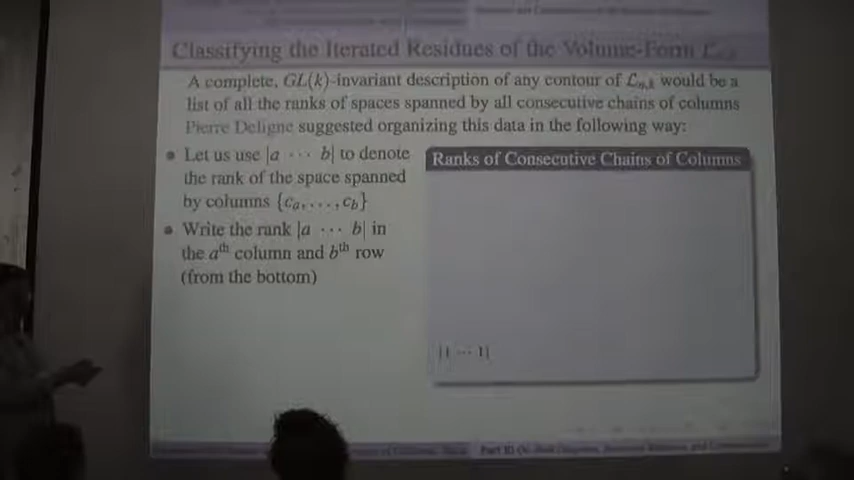 Classifying the Iterated Residues of the Volume-Form
A complete, GL(k)-invariant description of any contour of ℒn,k would be a
list of all the ranks of spaces spanned by all consecutive chains of columns
Pierre Deligne suggested organizing this data in the following way:
Let us use |a ··· b| to denote
the rank of the space spanned
by columns {ca,...,cb}
Write the rank |a ··· b| in
the ath column and bth row
(from the bottom)
Ranks of Consecutive Chains of Columns
|1 ··· 1|